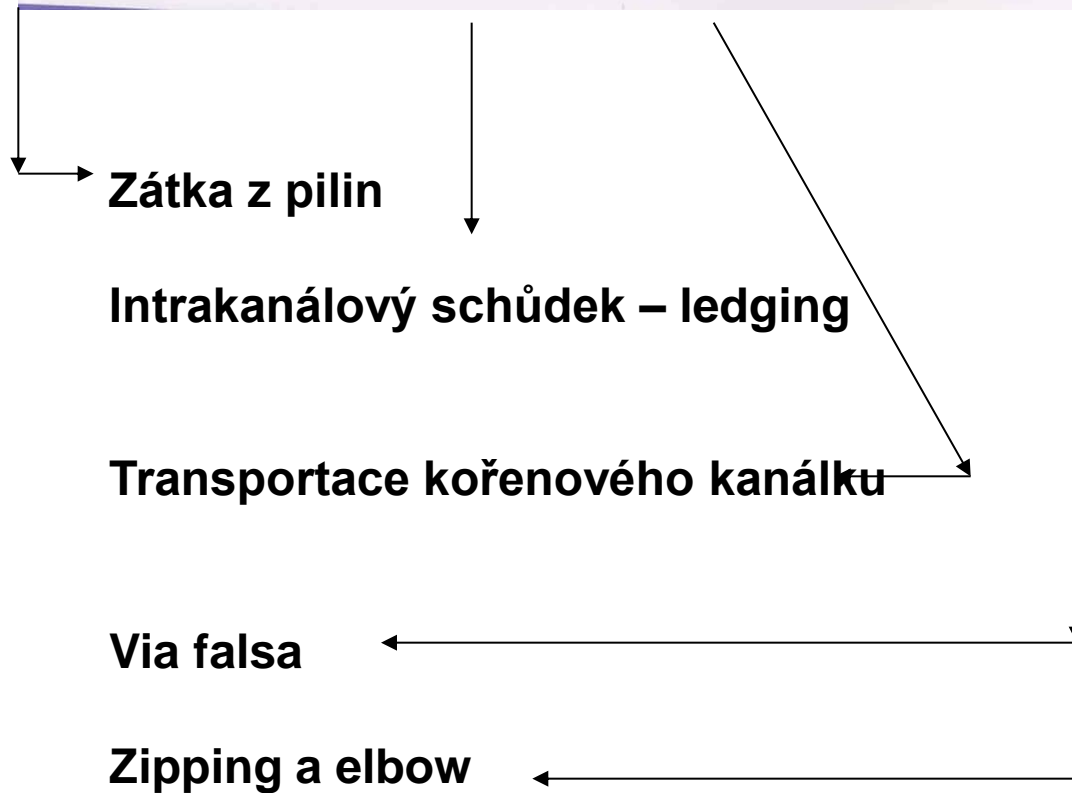 Zátka z pilin
Intrakanálový schůdek – ledging
Transportace kořenového kanálku
Via falsa
Zipping a elbow